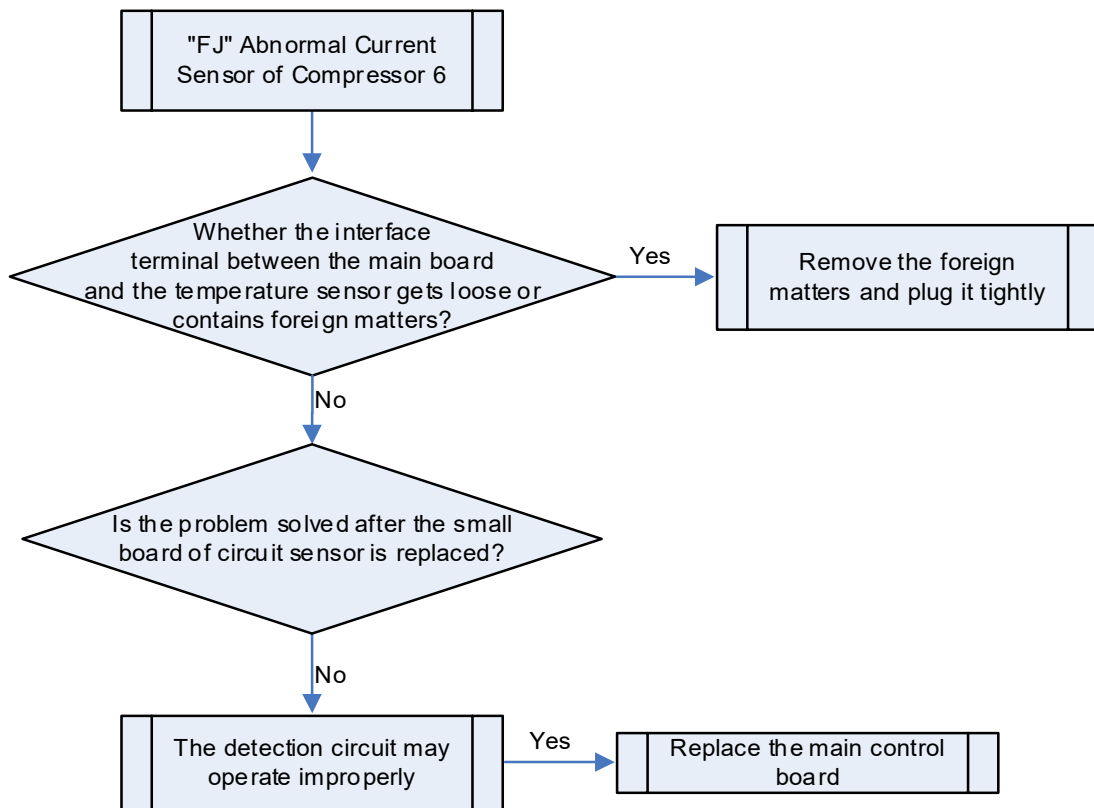 "FJ" Abnormal Current
Sensor of Compressor 6
Whether the interface
terminal between the main board
and the temperature sensor gets loose or
contains foreign matters?
Yes
Remove the foreign
matters and plug it tightly
No
Is the problem solved after the small
board of circuit sensor is replaced?
No
The detection circuit may
operate improperly
Yes
Replace the main control
board